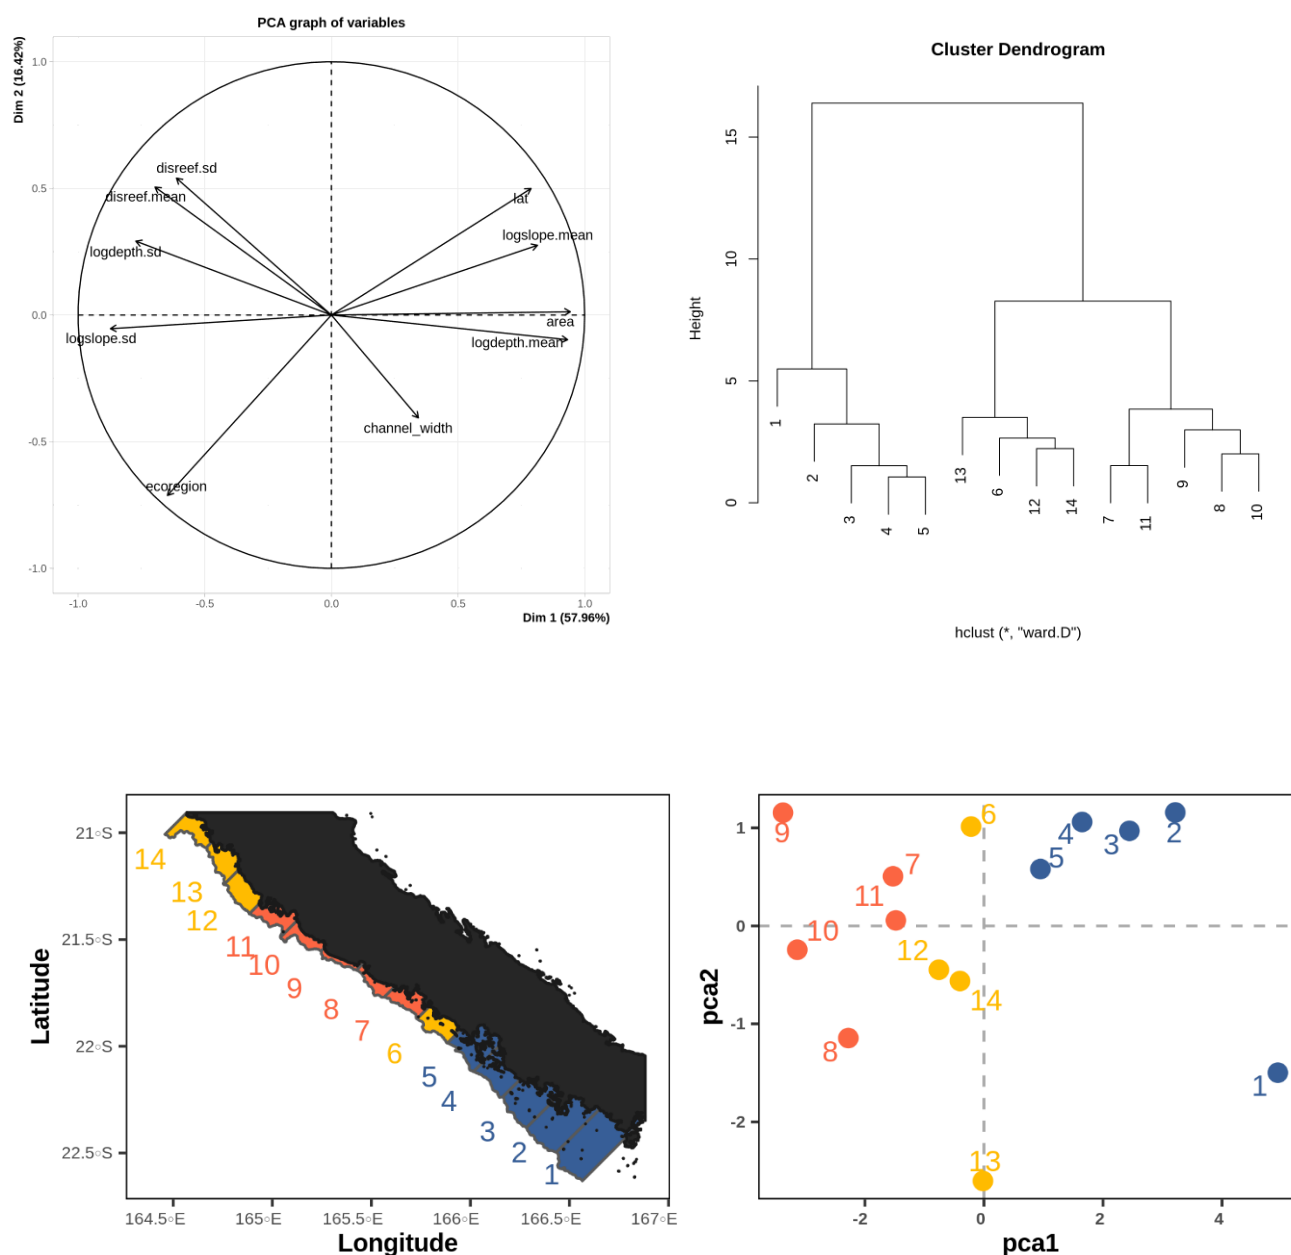 PCA graph of variables
Dim 2 (16.42%)
1.0
0.5
0.0
-0.5
-1.0
disreef.sd
disreef.mean
logdepth.sd
logslope.sd
ecoregion
lat
logslope.mean
area
logdepth.mean
channel_width
-1.0 -0.5 0.0 0.5 1.0
Dim 1 (57.96%)
Cluster Dendrogram
Height
15
10
5
0
1 2 3 4 5 13 6 12 14 7 11 9 8 10
hclust (*, "ward.D")
Latitude
21°S
21.5°S
22°S
22.5°S
14
13
12
11
10
9
8
7
6
5
4
3
2
1
164.5°E 165°E 165.5°E 166°E 166.5°E 167°E
Longitude
pca2
1
0
-1
-2
9
6
4
3
2
5
7
11
10
12
14
8
1
13
-2 0 2 4
pca1